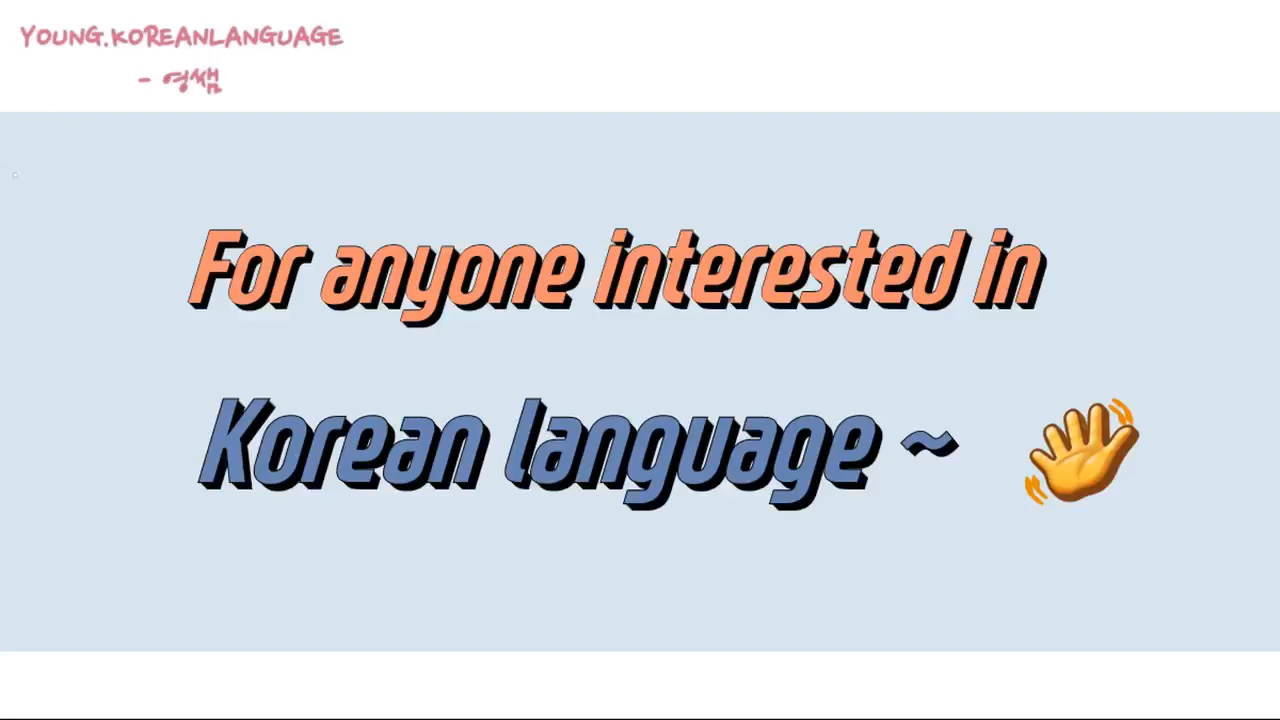 YOUNG.KOREANLANGUAGE
- 영쌤
For anyone interested in
Korean language ~ 👋